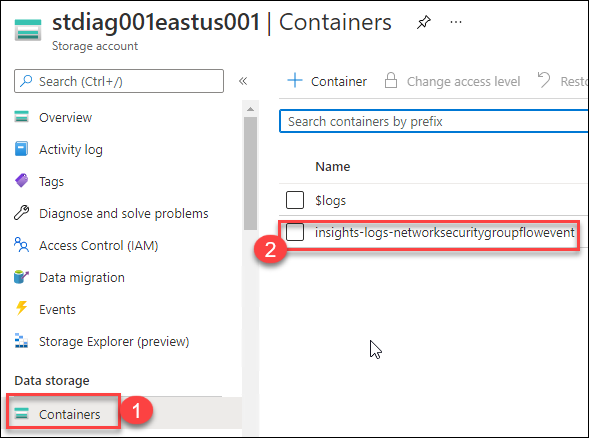 stdiag001eastus001 | Containers ...
Storage account
Search (Ctrl+/) «
Overview
Activity log
Tags
Diagnose and solve problems
Access Control (IAM)
Data migration
Events
Storage Explorer (preview)
Data storage
Containers 1
+ Container Change access level Resto
Search containers by prefix
Name
$logs
2 insights-logs-networksecuritygroupflowevent